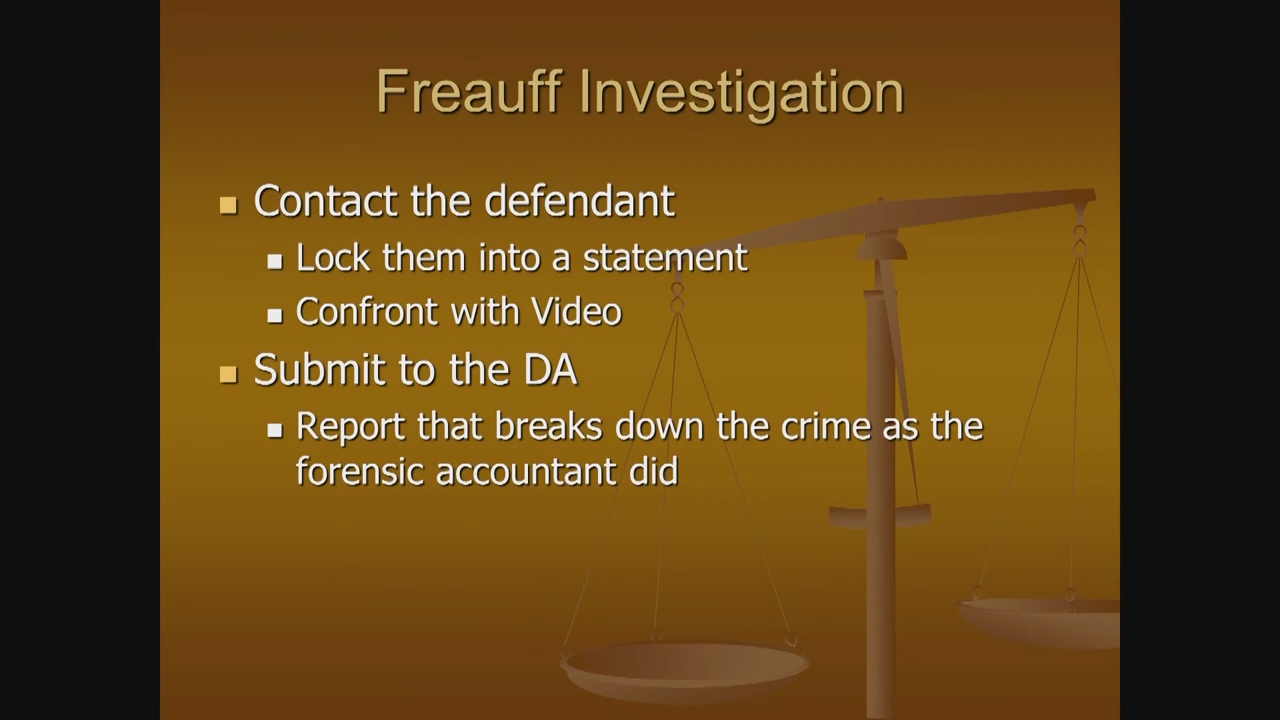 Freauff Investigation
Contact the defendant
Lock them into a statement
Confront with Video
Submit to the DA
Report that breaks down the crime as the
forensic accountant did